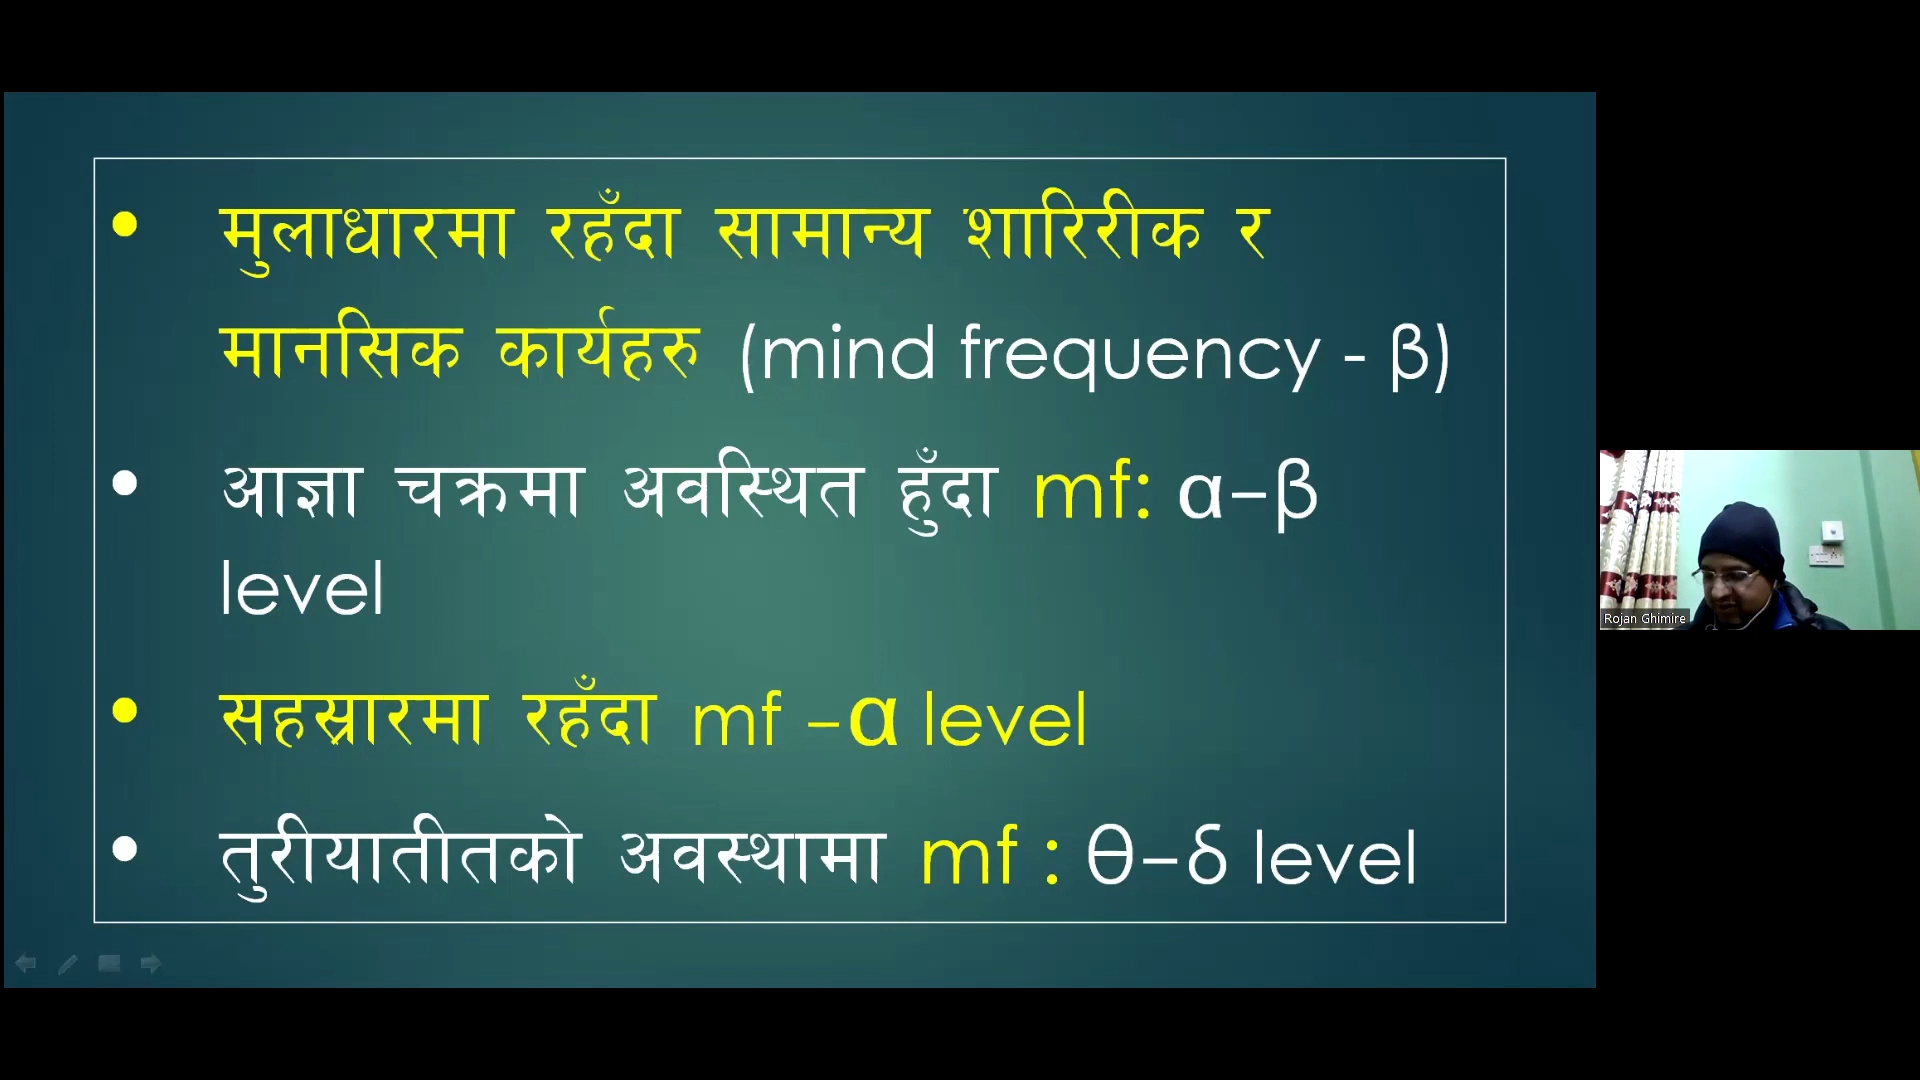 • मुलाधारमा रहँदा सामान्य शारिरीक र
मानसिक कार्यहरु (mind frequency - β)
• आज्ञा चक्रमा अवस्थित हुँदा mf: α–β
level
• सहस्रारमा रहँदा mf –α level
• तुरीयातीतको अवस्थामा mf : θ–δ level
Rojan Ghimire